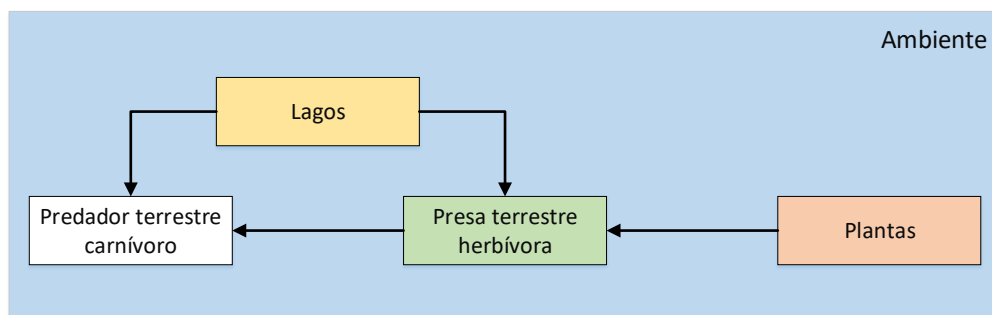 Ambiente
Lagos
Predador terrestre
carnívoro
Presa terrestre
herbívora
Plantas